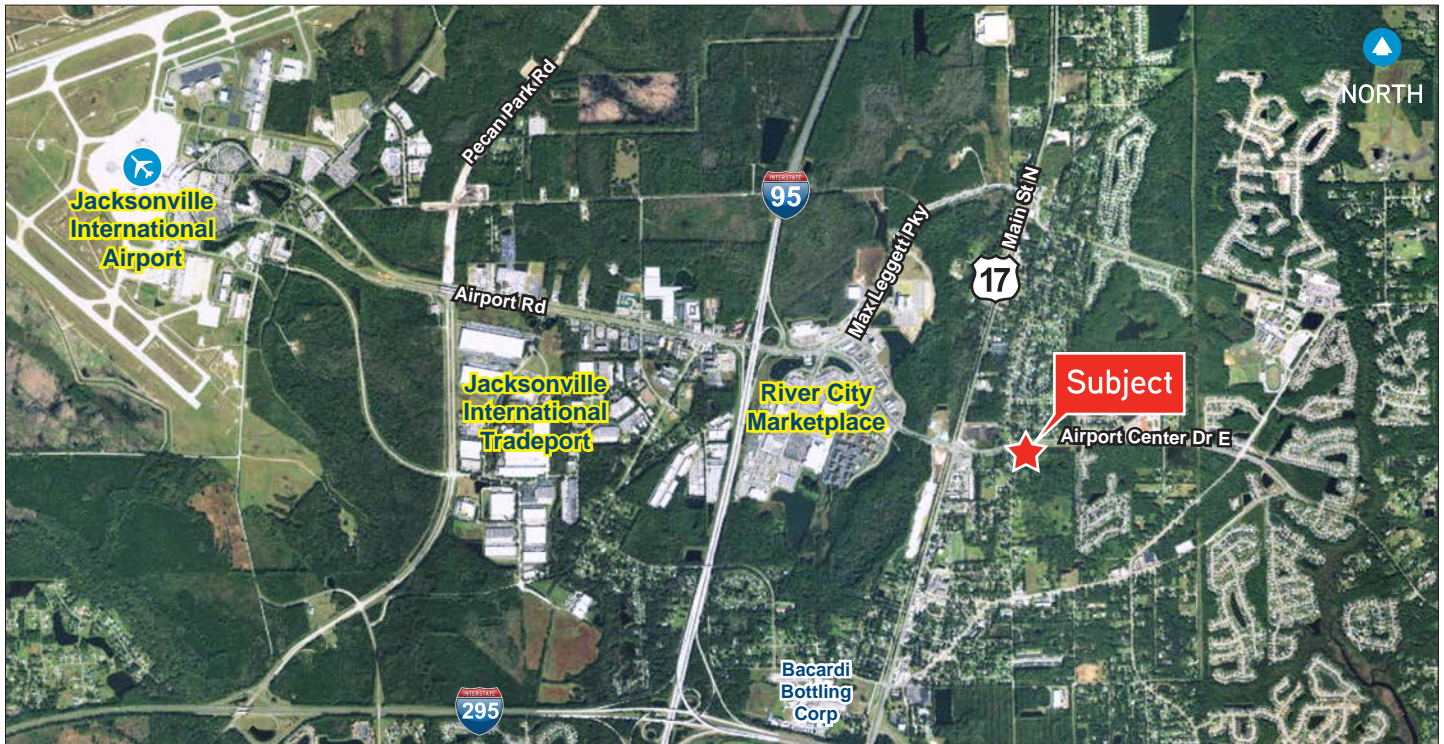 NORTH
Pecan Park Rd
Jacksonville
International
Airport
INTERSTATE
95
Main St N
17
Max Leggett Pky
Airport Rd
Subject
Jacksonville
International
Tradeport
River City
Marketplace
Airport Center Dr E
Bacardi
Bottling
Corp
INTERSTATE
295